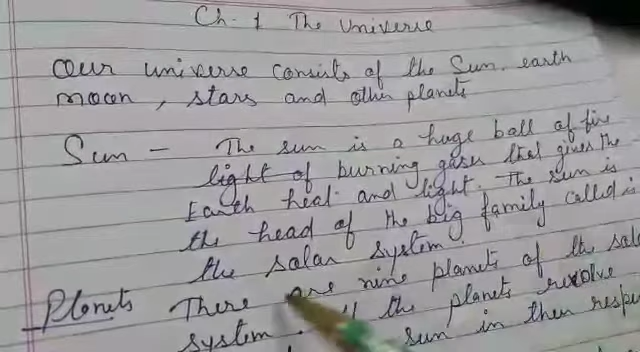 Ch. 1 The Universe
Our universe consists of the Sun. earth
moon, stars and other planets
Sun - The sun is a huge ball of fire
light of burning gases that gives the
Earth heat and light. The sun is
the head of the big family called
the solar system.
Planets There are nine planets of the
system. the planets revolve
sun in their